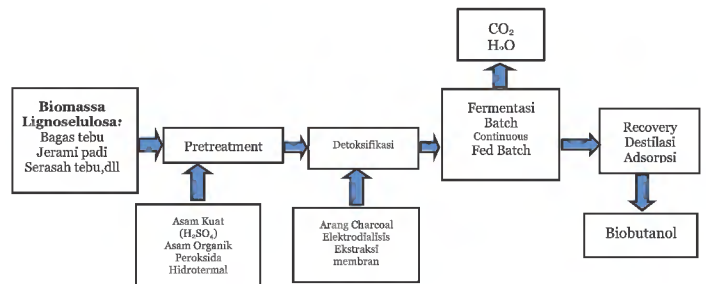 CO₂
H₂O
Biomassa
Lignoselulosa:
Bagas tebu
Jerami padi
Serasah tebu,dll
Pretreatment
Detoksifikasi
Fermentasi
Batch
Continuous
Fed Batch
Recovery
Destilasi
Adsorpsi
Asam Kuat
(H₂SO₄)
Asam Organik
Peroksida
Hidrotermal
Arang Charcoal
Elektrodialisis
Ekstraksi
membran
Biobutanol